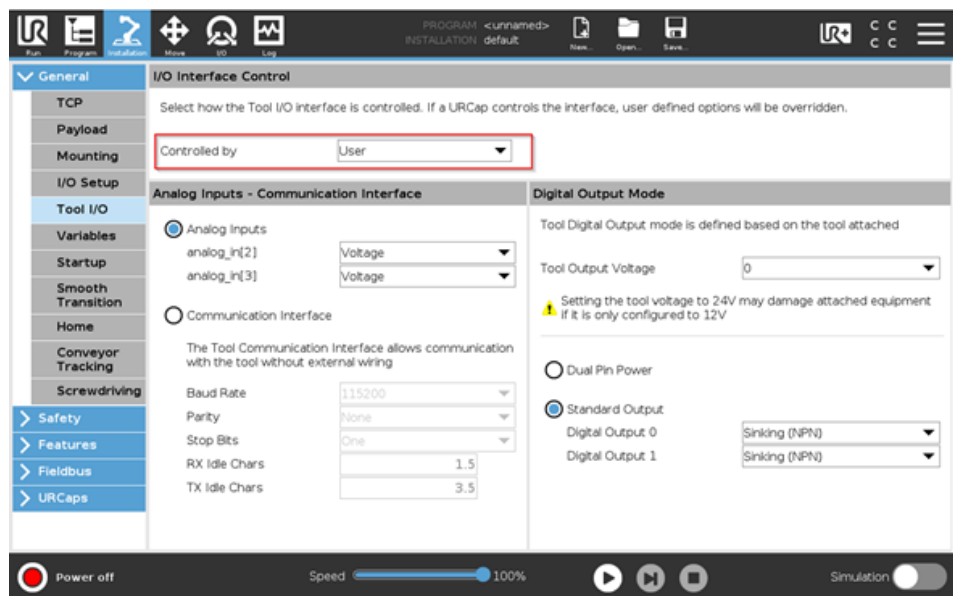 UR
Run
Program
Installation
Move
I/O
Log
PROGRAM <unnamed>
INSTALLATION default
New...
Open...
Save...
UR+
C C
C C
General
TCP
Payload
Mounting
I/O Setup
Tool I/O
Variables
Startup
Smooth
Transition
Home
Conveyor
Tracking
Screwdriving
Safety
Features
Fieldbus
URCaps
I/O Interface Control
Select how the Tool I/O interface is controlled. If a URCap controls the interface, user defined options will be overridden.
Controlled by User
Analog Inputs - Communication Interface
Analog Inputs
analog_in[2] Voltage
analog_in[3] Voltage
Communication Interface
The Tool Communication Interface allows communication
with the tool without external wiring
Baud Rate 115200
Parity None
Stop Bits One
RX Idle Chars 1.5
TX Idle Chars 3.5
Digital Output Mode
Tool Digital Output mode is defined based on the tool attached
Tool Output Voltage 0
Setting the tool voltage to 24V may damage attached equipment
if it is only configured to 12V
Dual Pin Power
Standard Output
Digital Output 0 Sinking (NPN)
Digital Output 1 Sinking (NPN)
Power off
Speed 100%
Simulation